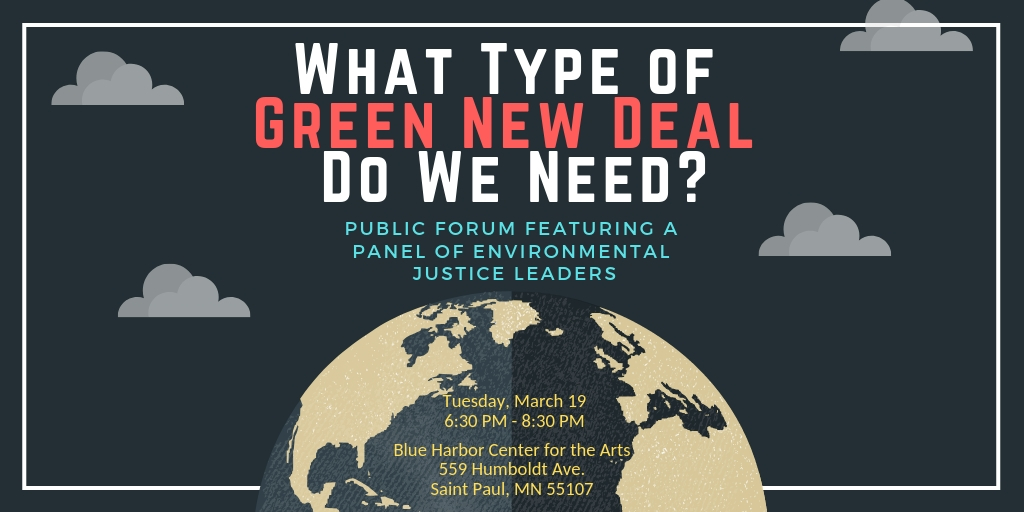 What Type of
Green New Deal
Do We Need?
PUBLIC FORUM FEATURING A
PANEL OF ENVIRONMENTAL
JUSTICE LEADERS
Tuesday, March 19
6:30 PM - 8:30 PM
Blue Harbor Center for the Arts
559 Humboldt Ave.
Saint Paul, MN 55107